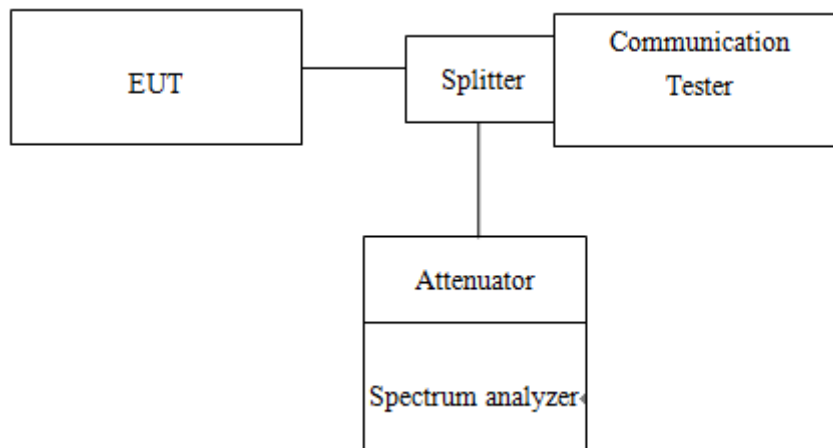 EUT
Splitter
Communication
Tester
Attenuator
Spectrum analyzer